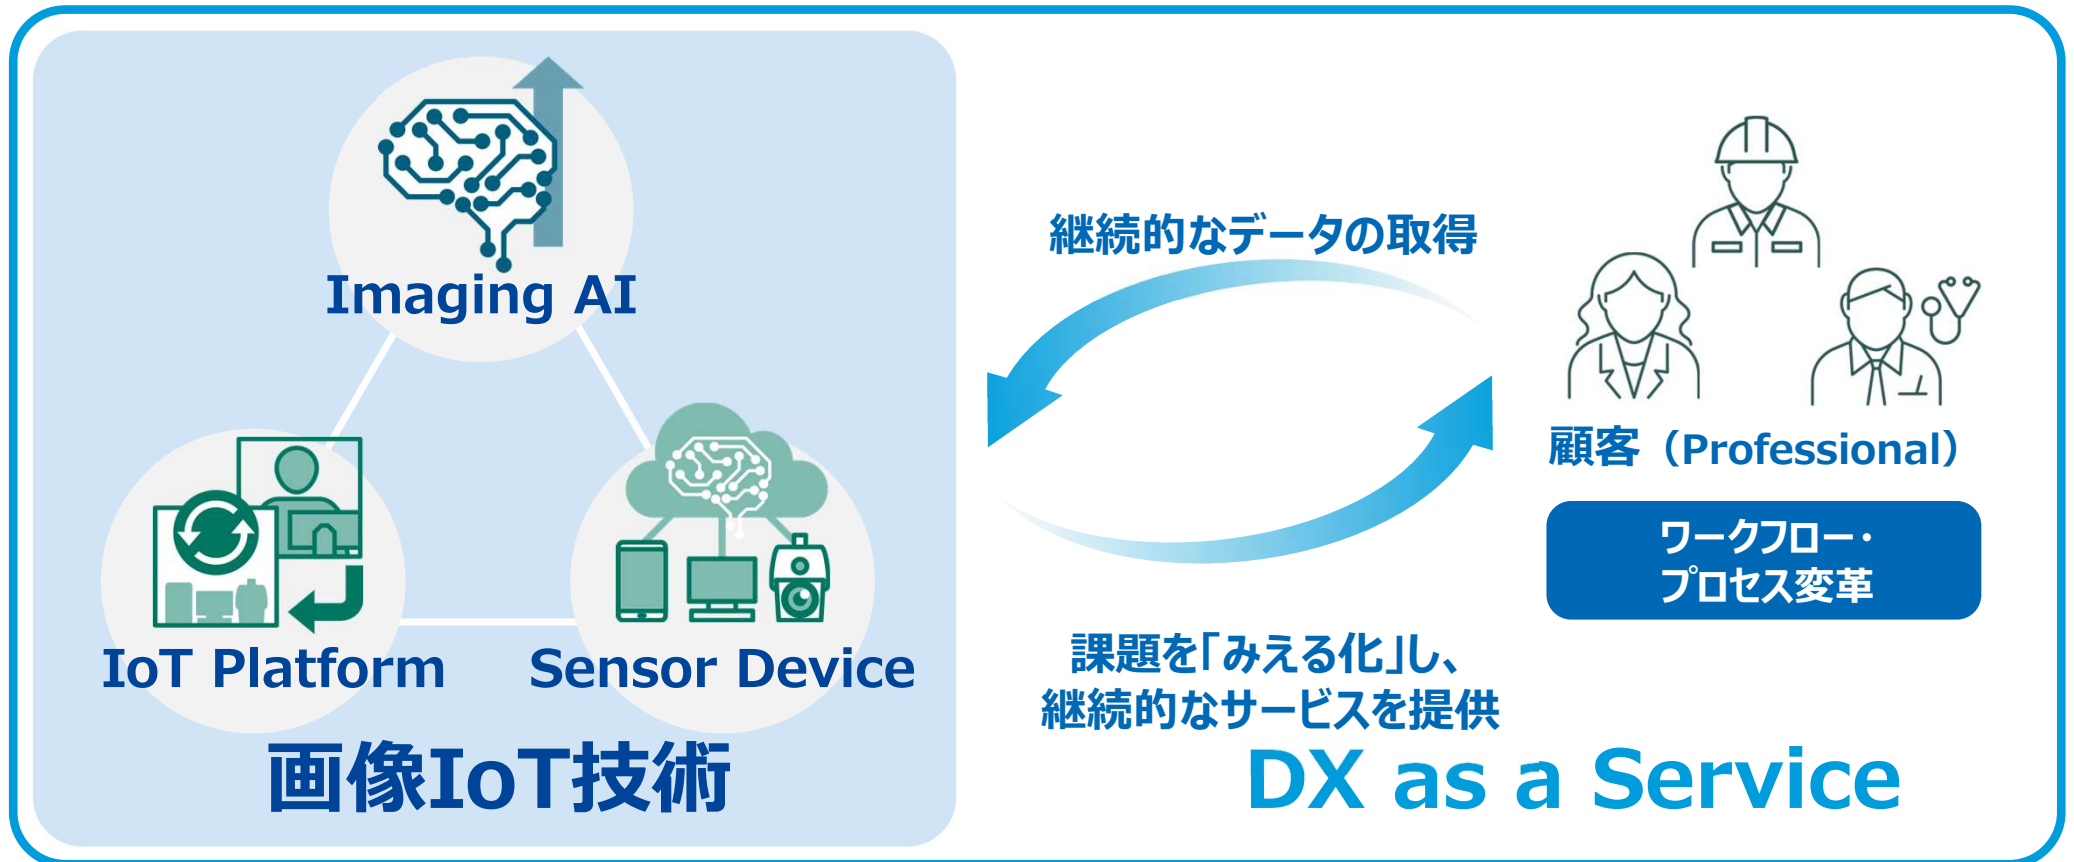 Imaging AI
IoT Platform
Sensor Device
画像IoT技術
継続的なデータの取得
課題を「みえる化」し、
継続的なサービスを提供
顧客（Professional）
ワークフロー・
プロセス変革
DX as a Service